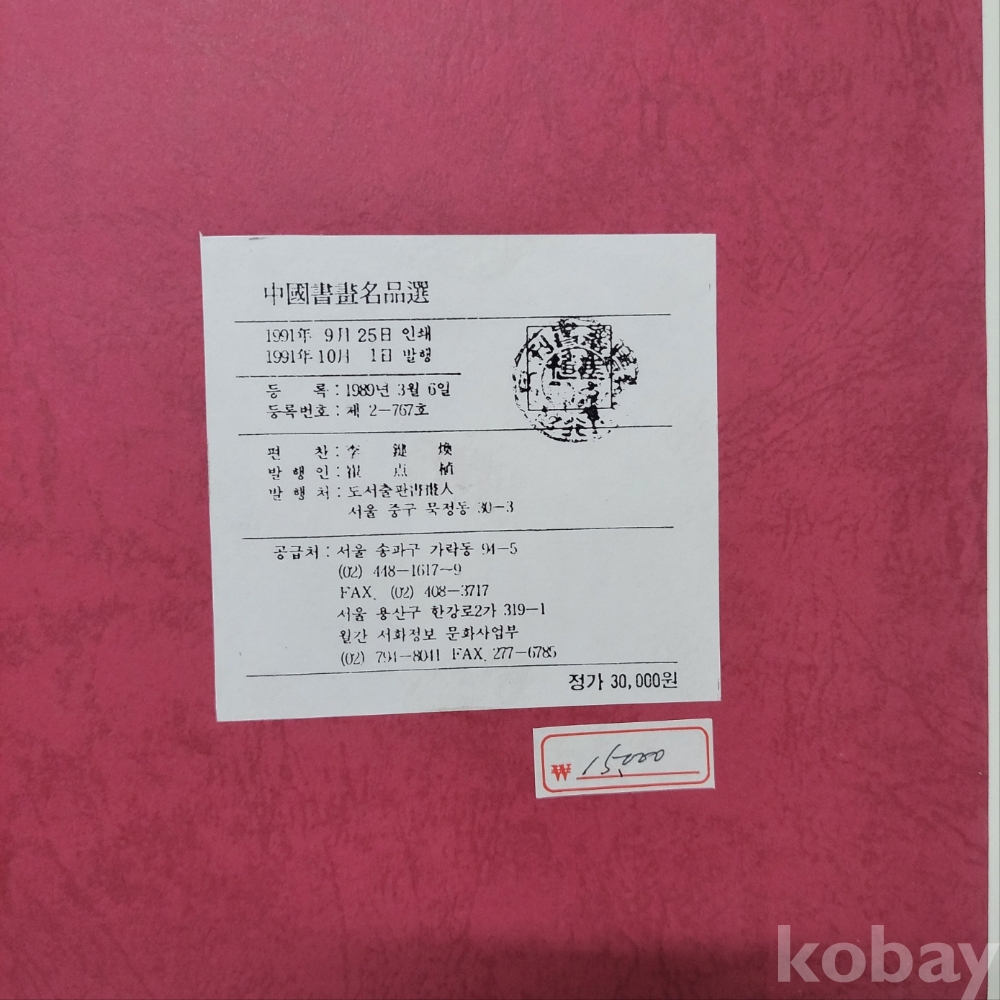 中國書畫名品選
1991年 9月 25日 인쇄
1991年 10月 1日 발행
등 록 : 1989년 3월 6일
등록번호 : 제 2-767호
편 찬 : 李 鍵 煥
발 행 인 : 崔 点 植
발 행 처 : 도서출판書畫人
서울 중구 묵정동 30-3
공급처 : 서울 송파구 가락동 94-5
(02) 448-1617~9
FAX. (02) 408-3717
서울 용산구 한강로2가 319-1
월간 서화정보 문화사업부
(02) 794-8041 FAX. 277-6785
정가 30,000원
₩ 15,000
kobay